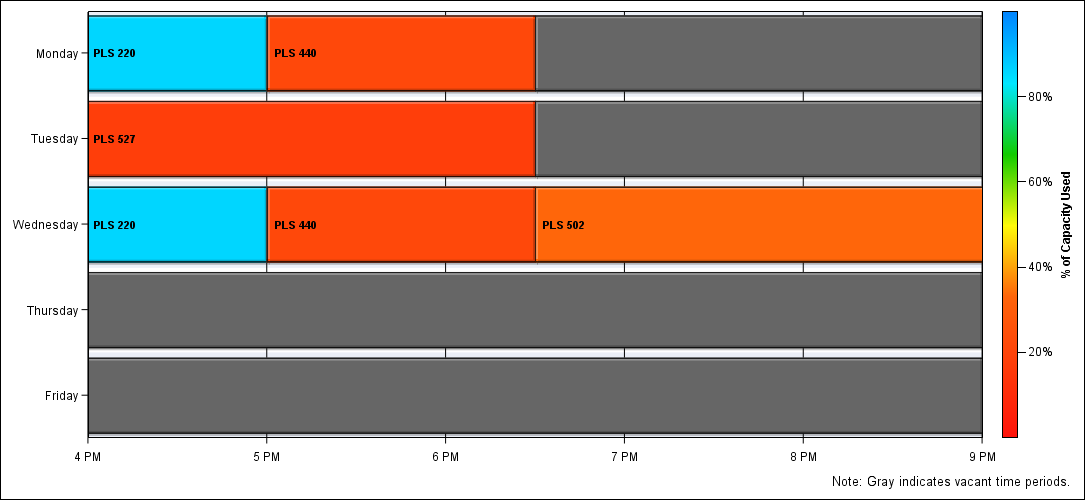 Monday
PLS 220
PLS 440
Tuesday
PLS 527
Wednesday
PLS 220
PLS 440
PLS 502
Thursday
Friday
4 PM
5 PM
6 PM
7 PM
8 PM
9 PM
80%
60%
40%
20%
% of Capacity Used
Note: Gray indicates vacant time periods.